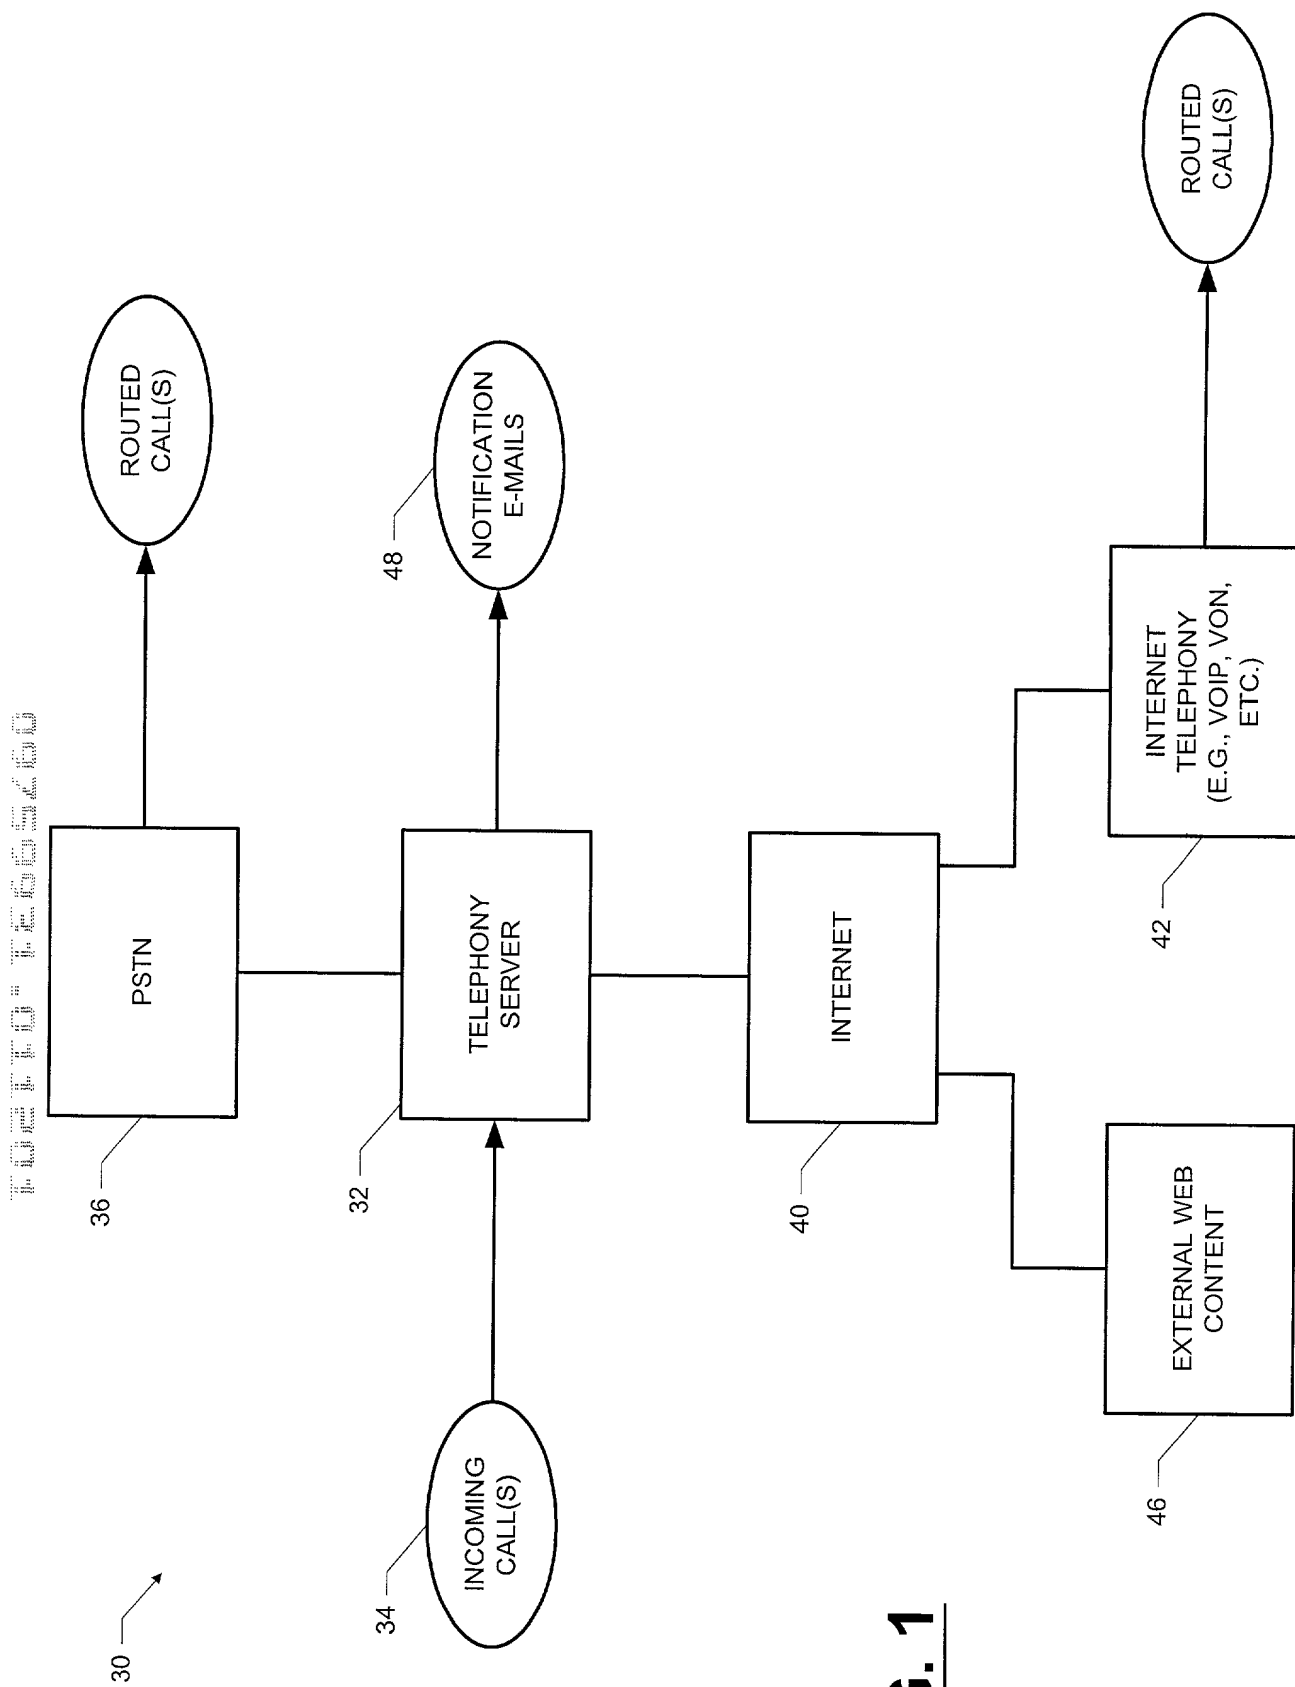 30
36
PSTN
ROUTED
CALL(S)
34
INCOMING
CALL(S)
32
TELEPHONY
SERVER
48
NOTIFICATION
E-MAILS
40
INTERNET
46
EXTERNAL WEB
CONTENT
42
INTERNET
TELEPHONY
(E.G., VOIP, VON,
ETC.)
ROUTED
CALL(S)
G. 1